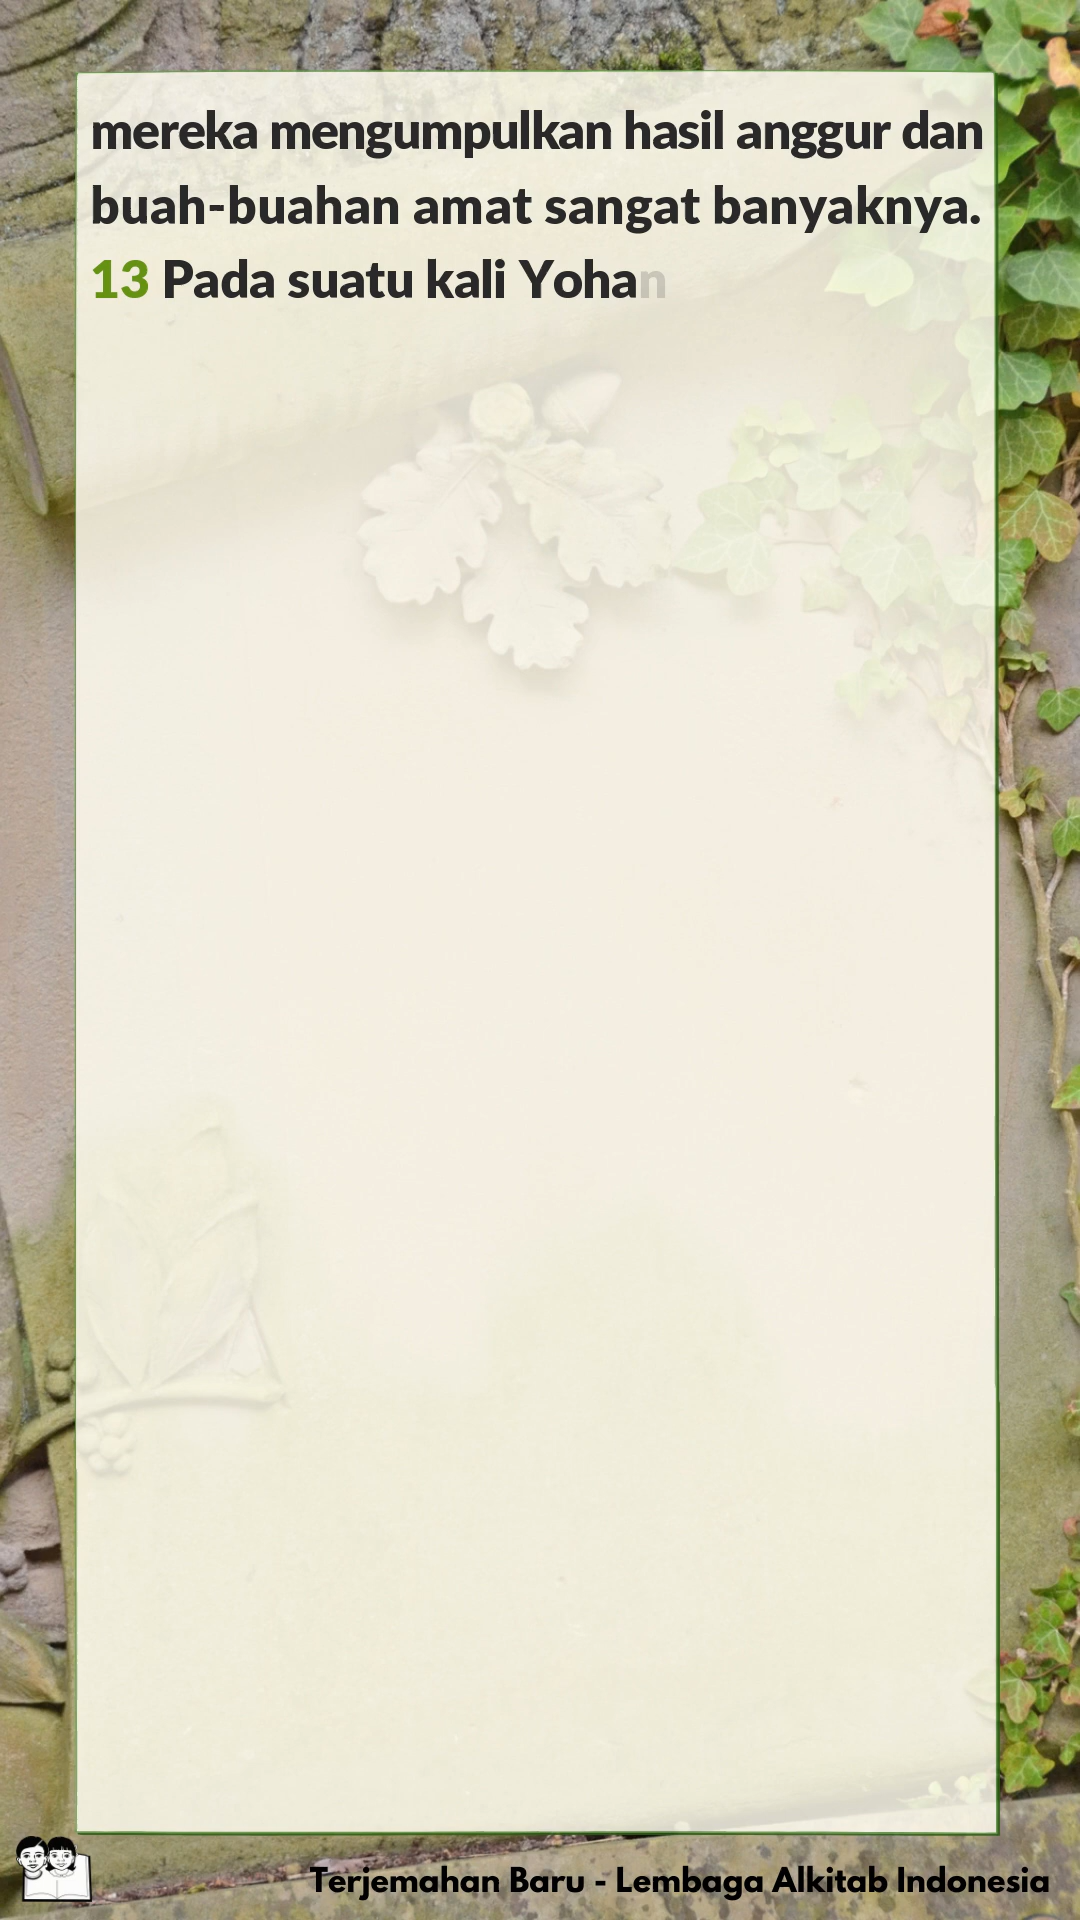 mereka mengumpulkan hasil anggur dan
buah-buahan amat sangat banyaknya.
13 Pada suatu kali Yohan
Terjemahan Baru - Lembaga Alkitab Indonesia